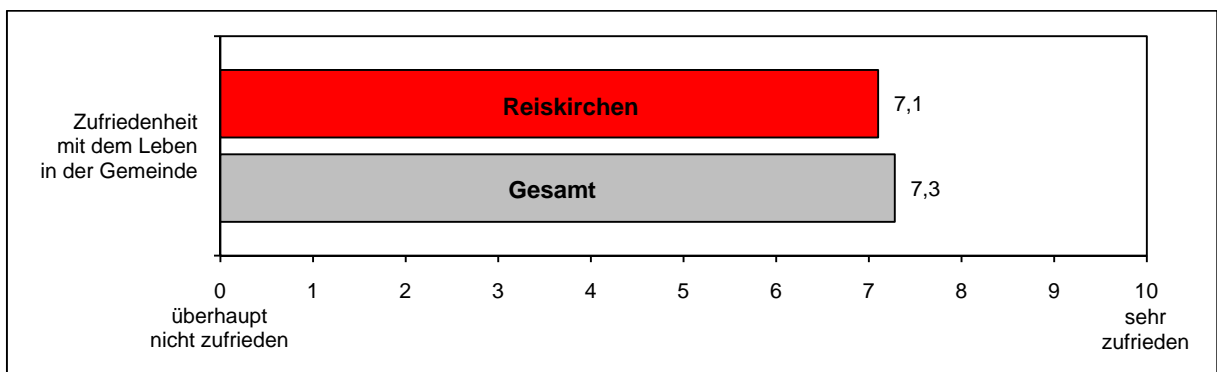 Zufriedenheit
mit dem Leben
in der Gemeinde
Reiskirchen
7,1
Gesamt
7,3
0 1 2 3 4 5 6 7 8 9 10
überhaupt
nicht zufrieden
sehr
zufrieden